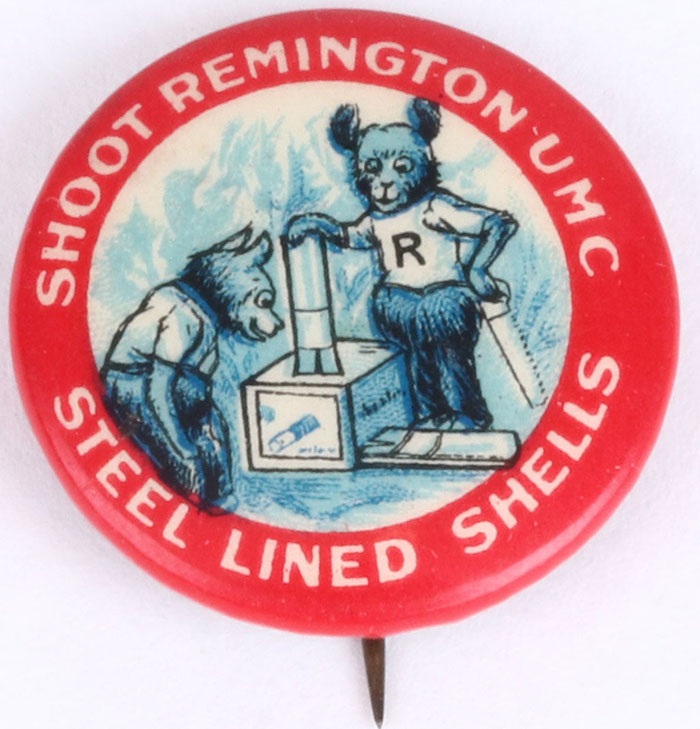 SHOOT REMINGTON-UMC
R
STEEL LINED SHELLS